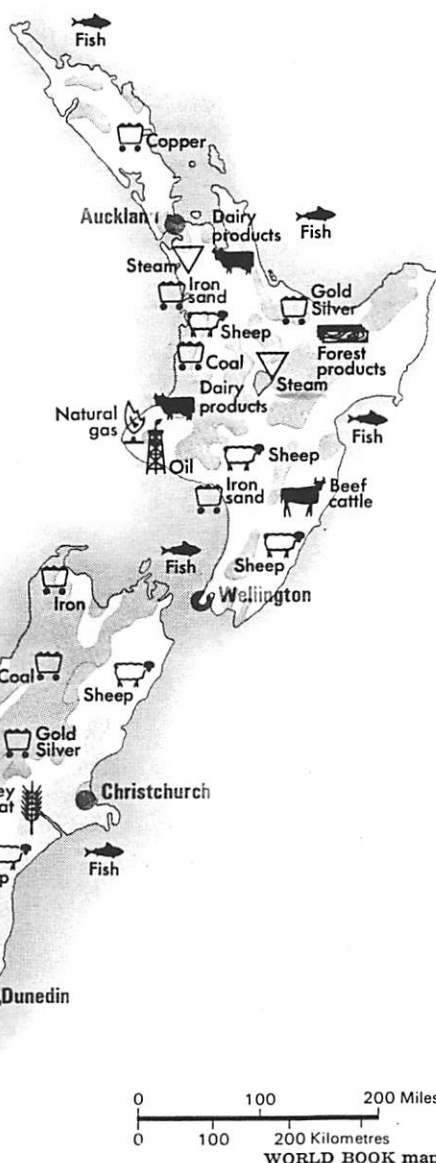 Fish
Copper
Auckland
Dairy
products
Fish
Steam
Iron
sand
Gold
Silver
Sheep
Coal
Forest
products
Steam
Dairy
products
Natural
gas
Fish
Oil
Sheep
Iron
sand
Beef
cattle
Sheep
Fish
Wellington
Iron
Coal
Sheep
Gold
Silver
Christchurch
Fish
Dunedin
0 100 200 Miles
0 100 200 Kilometres
WORLD BOOK map